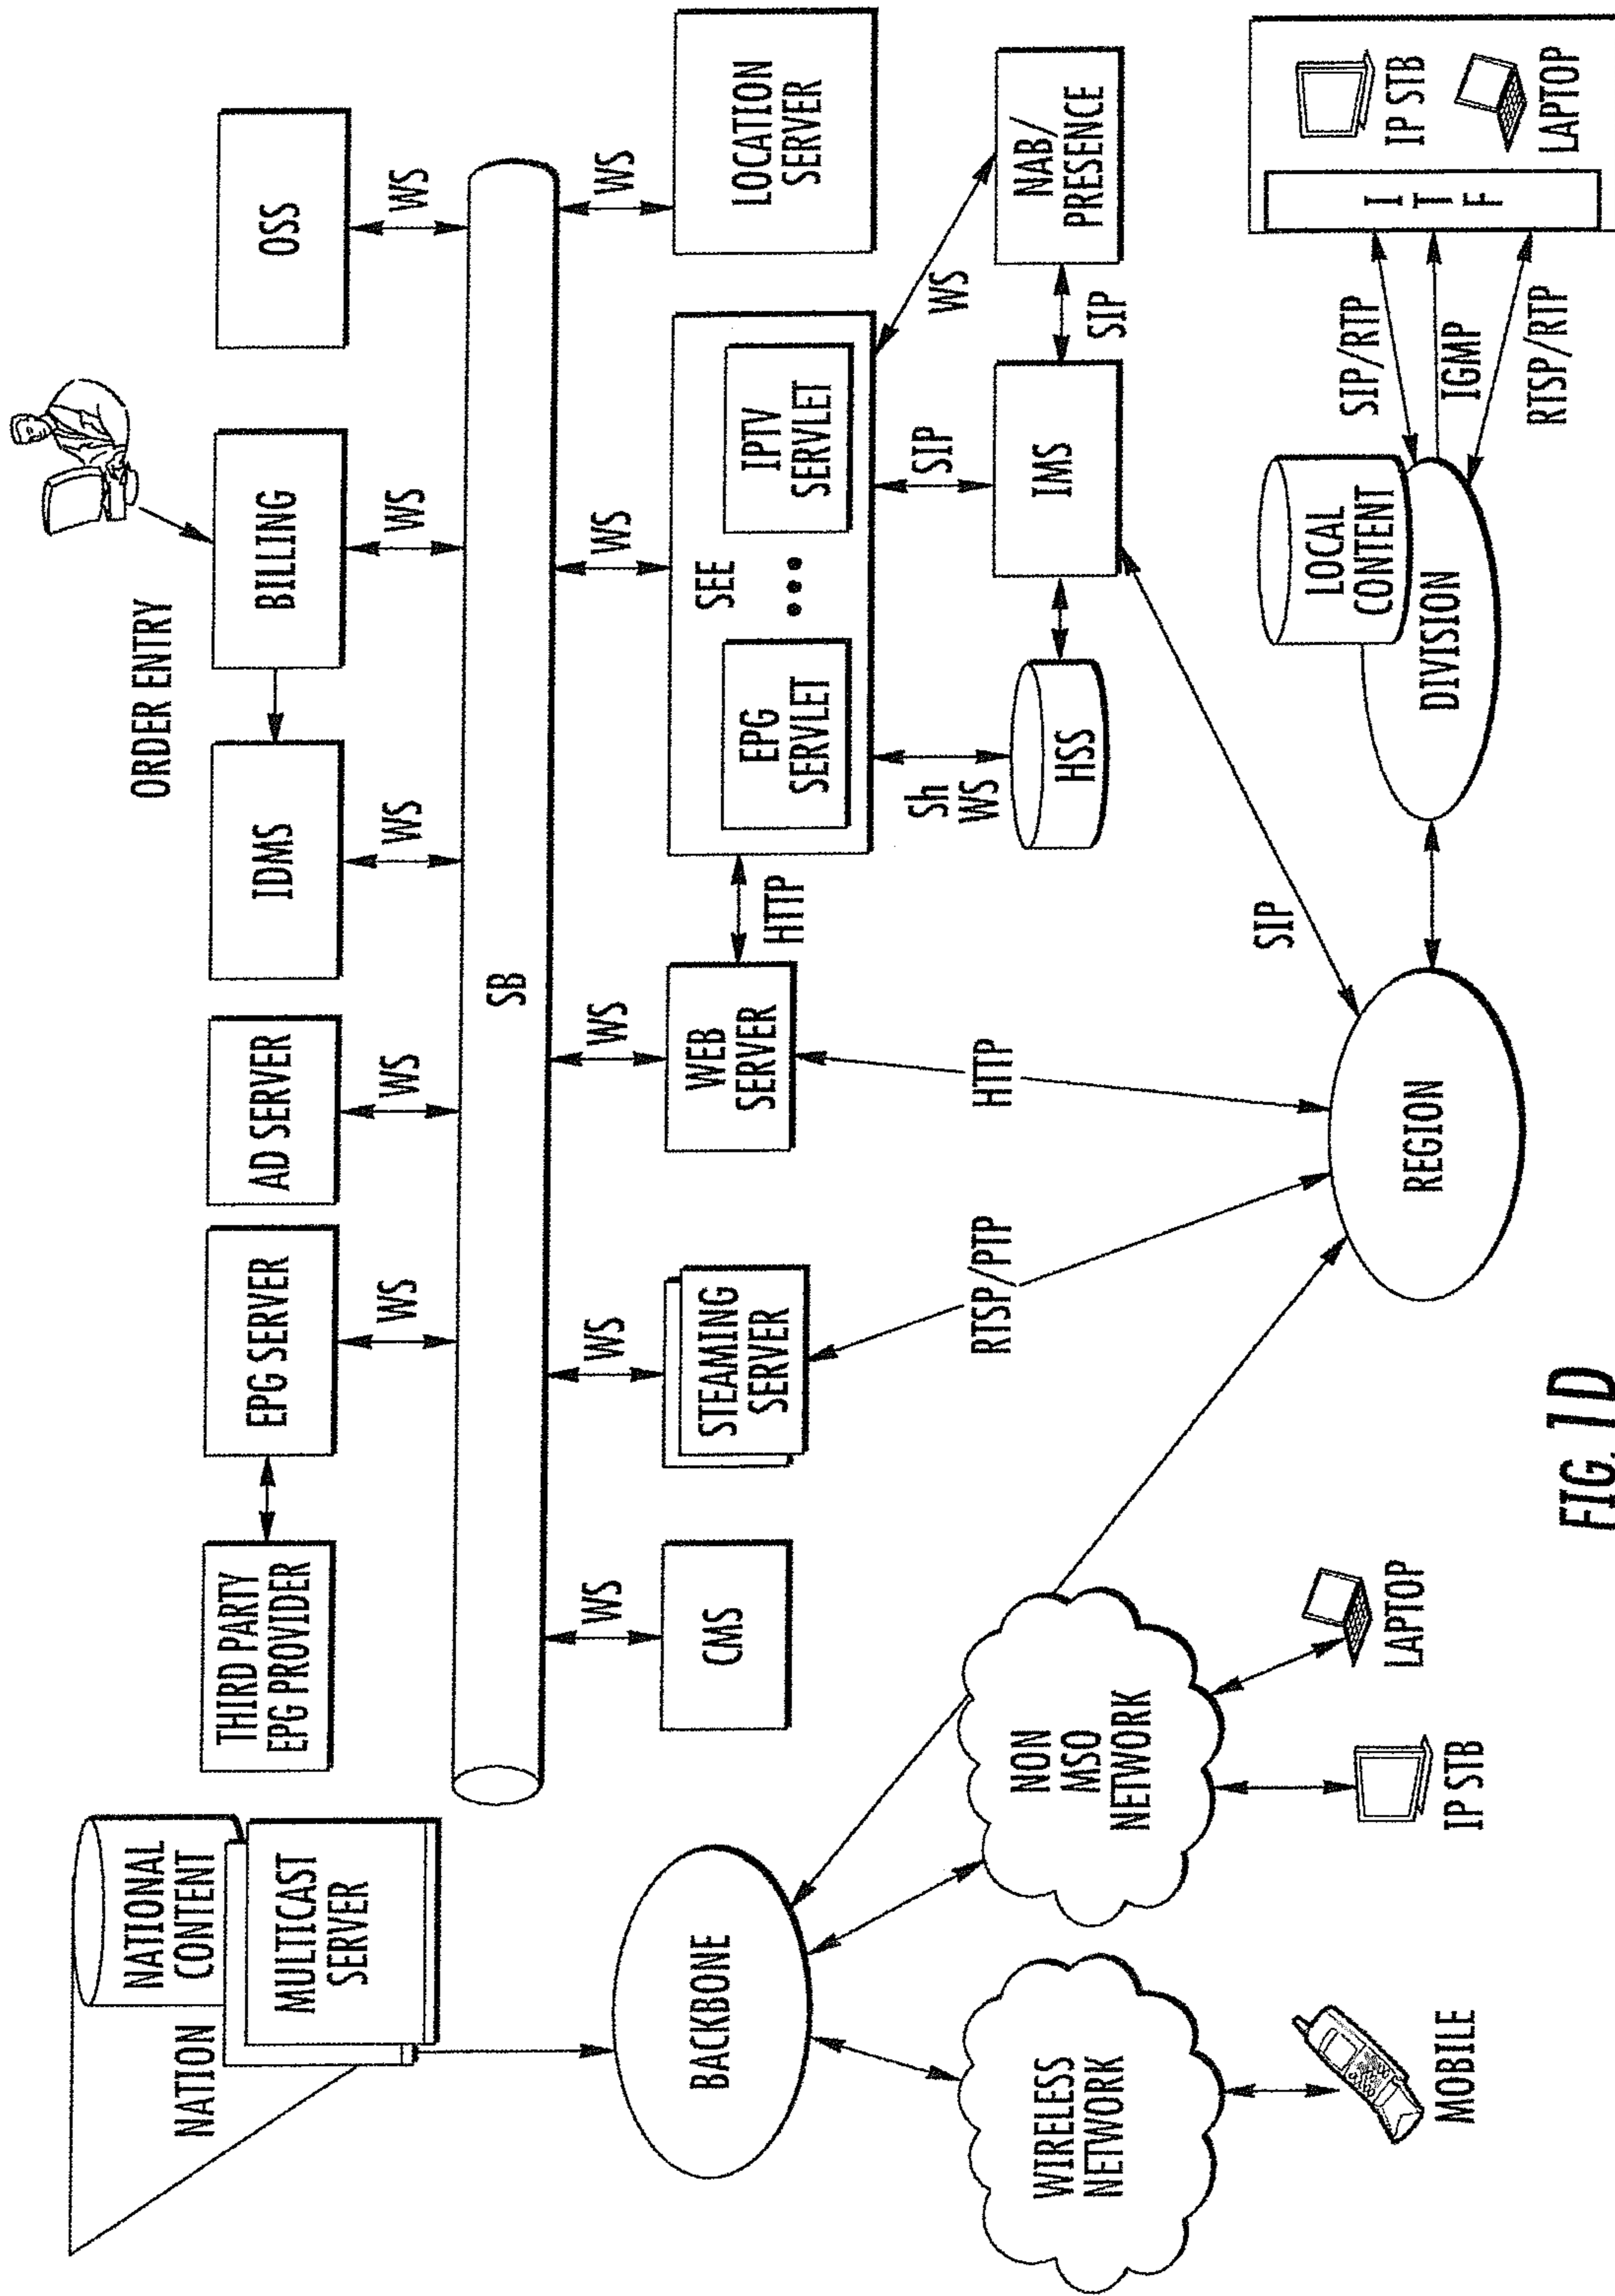 ORDER ENTRY
NATIONAL
CONTENT
NATION
MULTICAST
SERVER
THIRD PARTY
EPG PROVIDER
EPG SERVER
AD SERVER
IDMS
BILLING
OSS
WS
WS
WS
WS
WS
SB
WS
WS
WS
WS
WS
CMS
STEAMING
SERVER
WEB
SERVER
HTTP
SEE
EPG
SERVLET
•••
IPTV
SERVLET
LOCATION
SERVER
BACKBONE
Sh
WS
SIP
WS
HSS
IMS
SIP
NAB/
PRESENCE
RTSP/PTP
HTTP
SIP
WIRELESS
NETWORK
NON
MSO
NETWORK
REGION
LOCAL
CONTENT
DIVISION
SIP/RTP
IGMP
RTSP/RTP
I
T
F
IP STB
LAPTOP
MOBILE
IP STB
LAPTOP
FIG. 1D